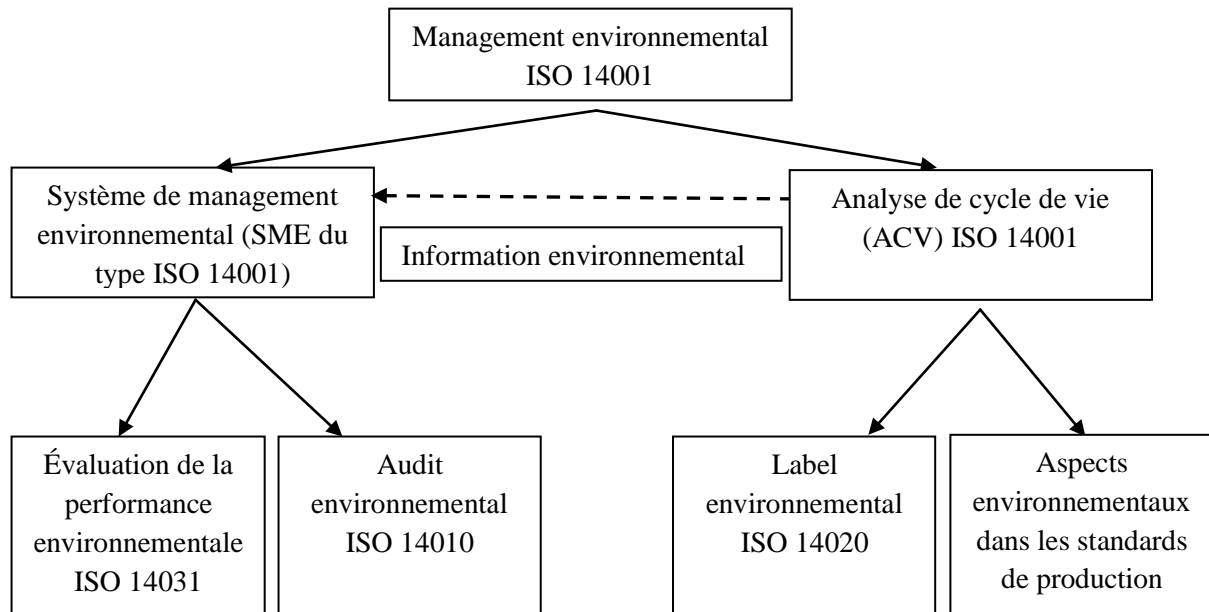 Management environnemental
ISO 14001
Système de management
environnemental (SME du
type ISO 14001)
Information environnemental
Analyse de cycle de vie
(ACV) ISO 14001
Évaluation de la
performance
environnementale
ISO 14031
Audit
environnemental
ISO 14010
Label
environnemental
ISO 14020
Aspects
environnementaux
dans les standards
de production